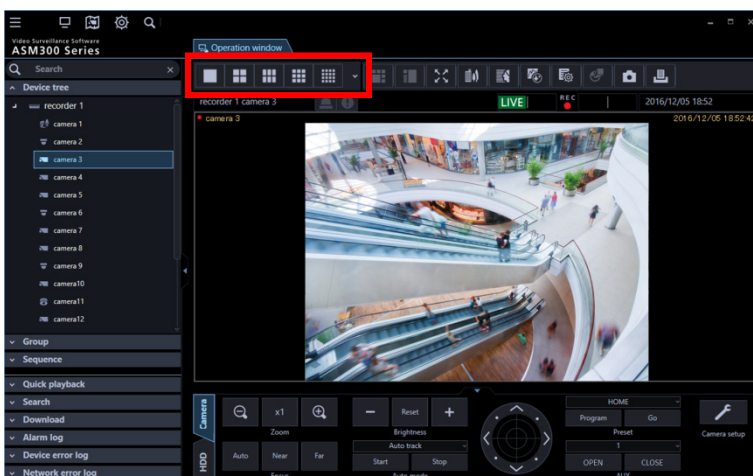 Video Surveillance Software
ASM300 Series
Operation window
Search
Device tree
recorder 1
camera 1
camera 2
camera 3
camera 4
camera 5
camera 6
camera 7
camera 8
camera 9
camera10
camera11
camera12
Group
Sequence
Quick playback
Search
Download
Alarm log
Device error log
Network error log
recorder 1 camera 3
LIVE
REC
2016/12/05 18:52
camera 3
2016/12/05 18:52:42
Camera
HDD
x1
Zoom
Auto
Near
Far
Focus
Reset
Brightness
Auto track
Start
Stop
Auto mode
HOME
Program
Go
Preset
1
OPEN
CLOSE
AUX
Camera setup